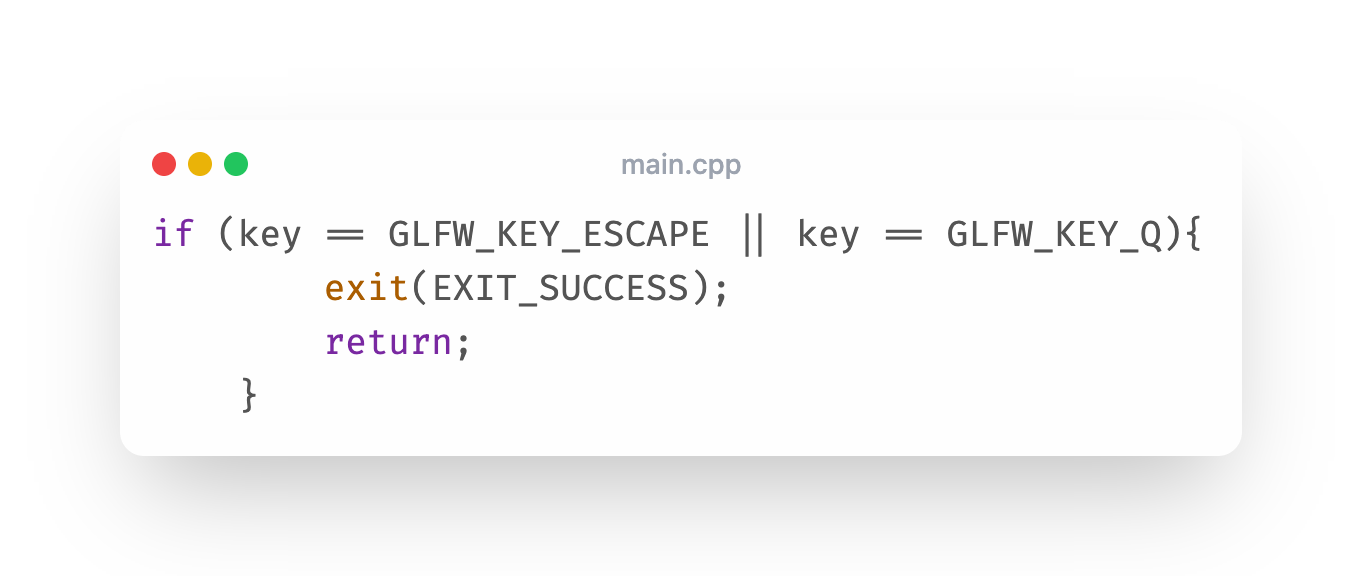 main.cpp
if (key == GLFW_KEY_ESCAPE || key == GLFW_KEY_Q){
        exit(EXIT_SUCCESS);
        return;
    }